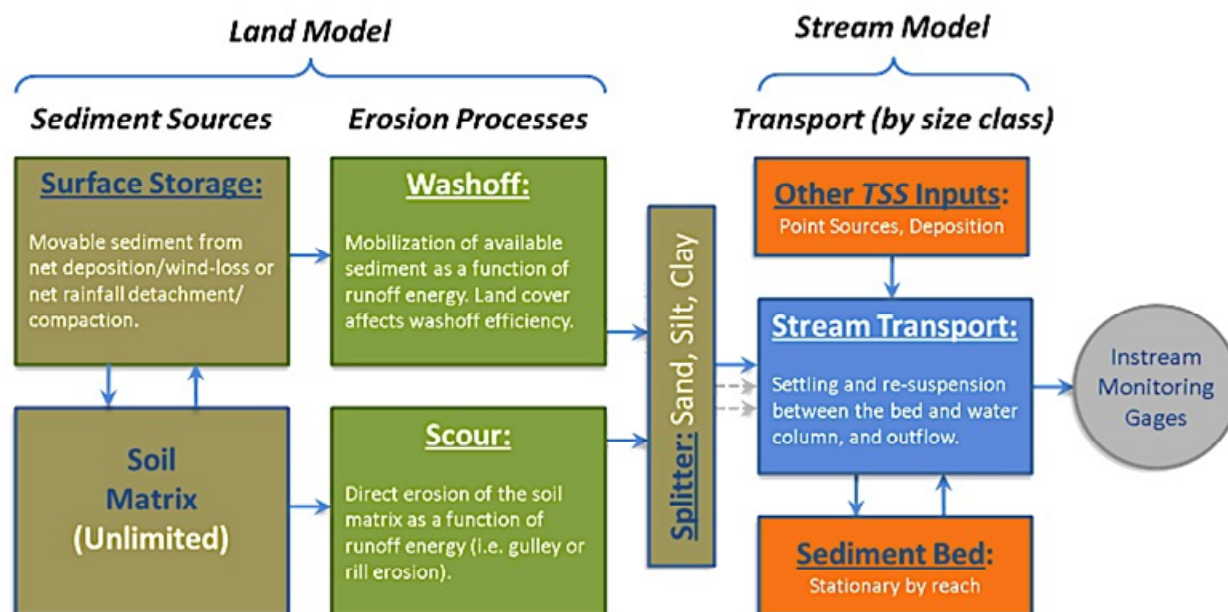 Land Model
Stream Model
Sediment Sources
Erosion Processes
Transport (by size class)
Surface Storage:
Movable sediment from
net deposition/wind-loss or
net rainfall detachment/
compaction.
Washoff:
Mobilization of available
sediment as a function of
runoff energy. Land cover
affects washoff efficiency.
Soil
Matrix
(Unlimited)
Scour:
Direct erosion of the soil
matrix as a function of
runoff energy (i.e. gulley or
rill erosion).
Splitter: Sand, Silt, Clay
Other TSS Inputs:
Point Sources, Deposition
Stream Transport:
Settling and re-suspension
between the bed and water
column, and outflow.
Sediment Bed:
Stationary by reach
Instream
Monitoring
Gages